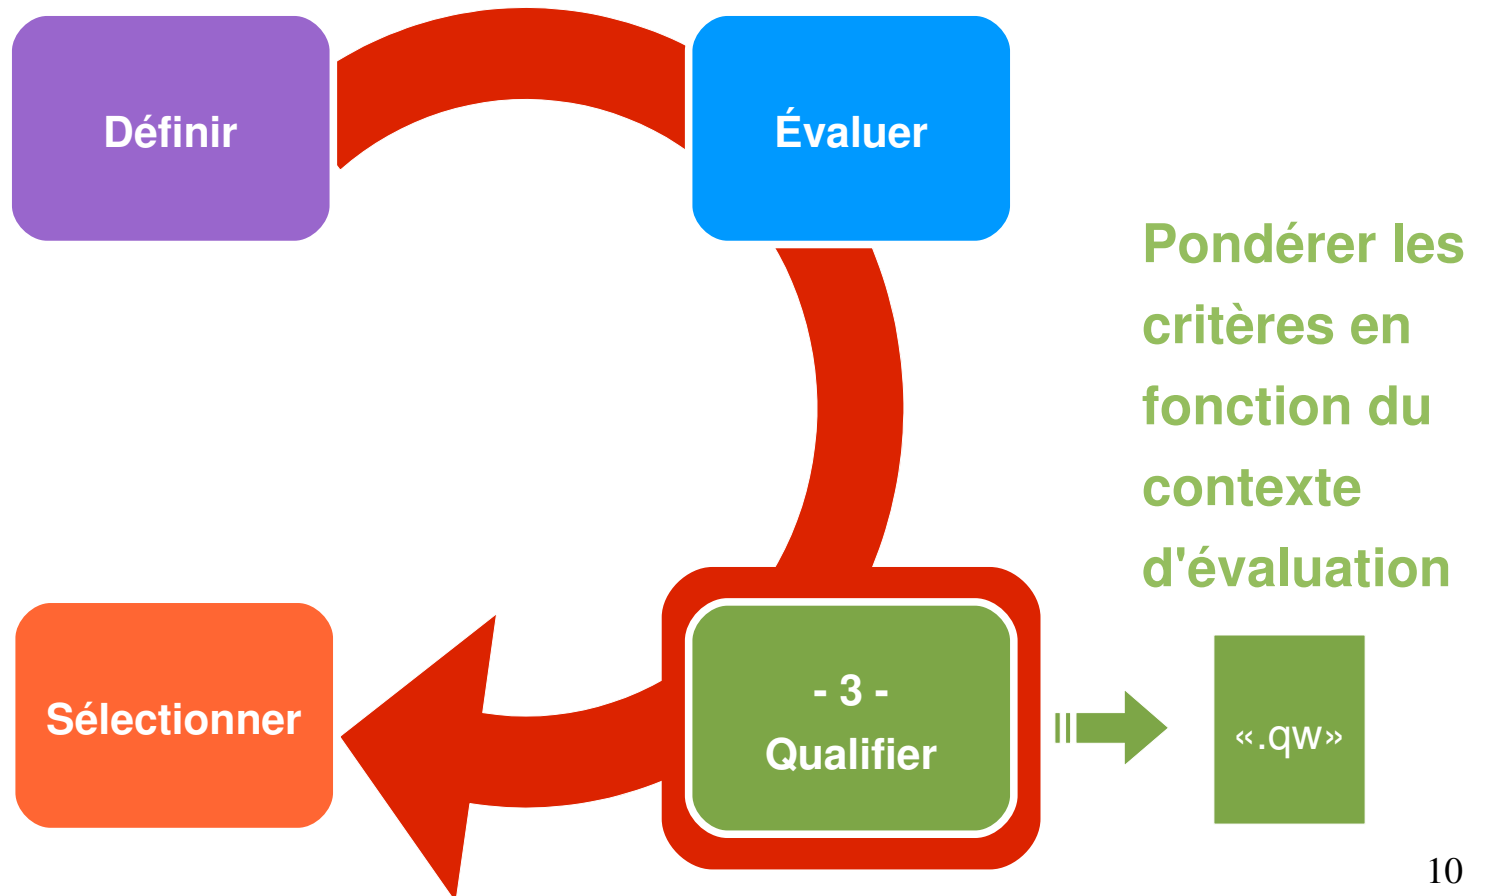 Définir
Évaluer
Pondérer les
critères en
fonction du
contexte
d'évaluation
Sélectionner
- 3 -
Qualifier
«.qw»
10